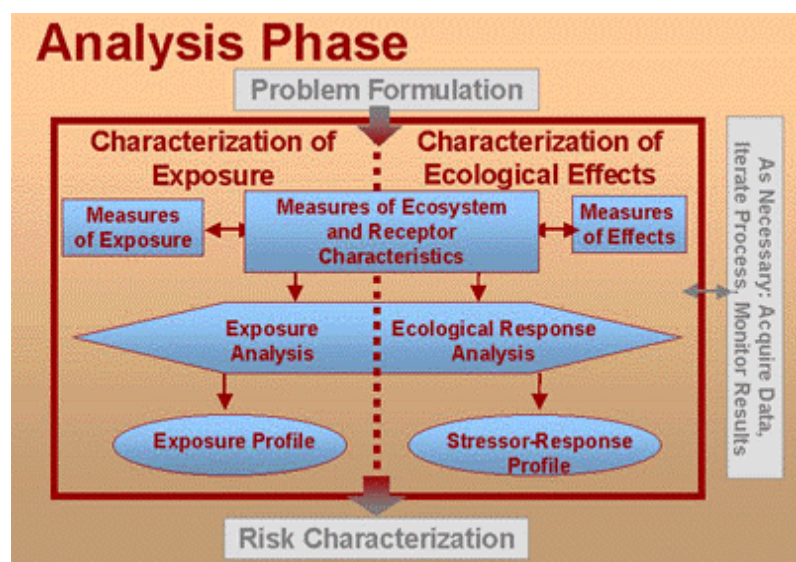 Analysis Phase
Problem Formulation
Characterization of
Exposure
Characterization of
Ecological Effects
Measures
of Exposure
Measures of Ecosystem
and Receptor
Characteristics
Measures
of Effects
Exposure
Analysis
Ecological Response
Analysis
Exposure Profile
Stressor-Response
Profile
As Necessary: Acquire Data,
Iterate Process, Monitor Results
Risk Characterization